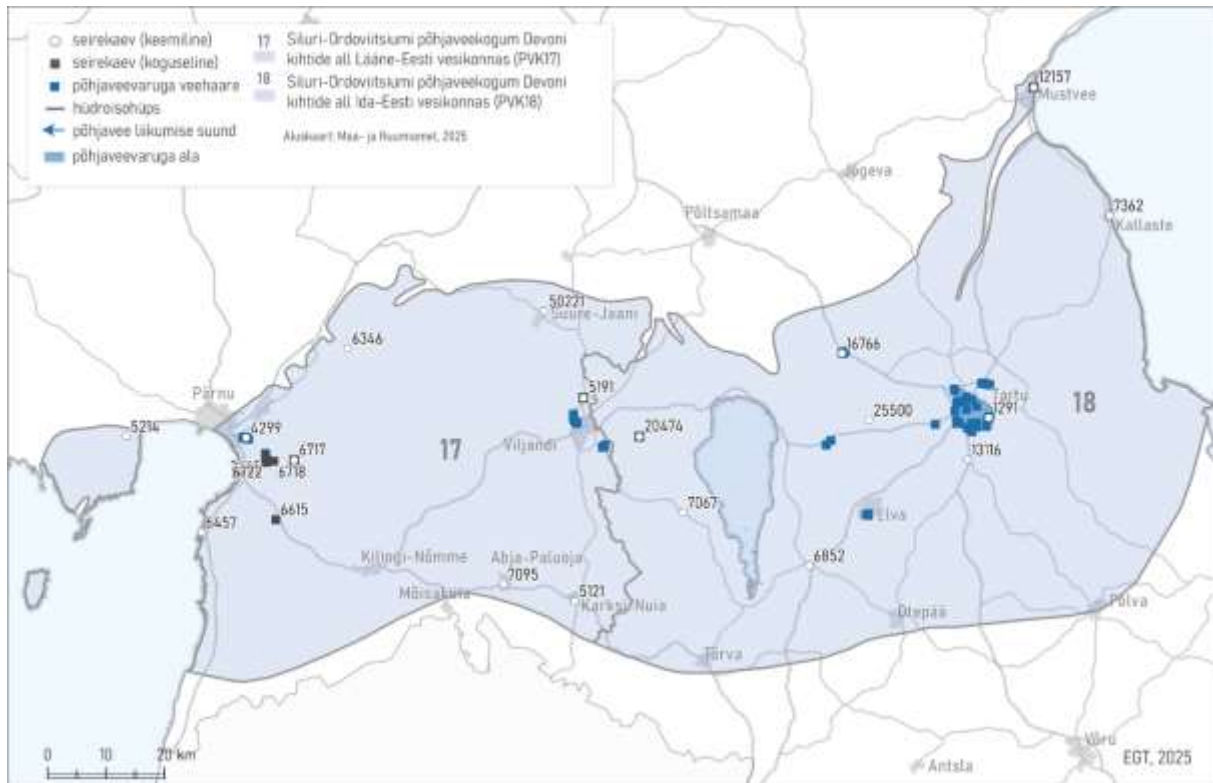 seirekaev (keemiline)
seirekaev (koguseline)
põhjaveevaruga veehaare
hüdroisohüps
põhjavee liikumise suund
põhjaveevaruga ala
17
Siluri-Ordoviitsiumi põhjaveekogum Devoni
kihtide all Lääne-Eesti vesikonnas (PVK17)
18
Siluri-Ordoviitsiumi põhjaveekogum Devoni
kihtide all Ida-Eesti vesikonnas (PVK18)
Aluskaart: Maa- ja Ruumiamet, 2025
12157
Mustvee
Jõgeva
7362
Kallaste
Põltsamaa
50221
Suure-Jaani
6346
16766
Pärnu
5191
Tartu
1291
18
25500
5214
4299
20474
17
Viljandi
6717
6718
6722
13116
6615
7067
Elva
6457
Kilingi-Nõmme
Abja-Paluoja
7095
6852
Mõisaküla
5121
Karksi-Nuia
Otepää
Põlva
Tõrva
Võru
EGT, 2025
Antsla
0 10 20 km